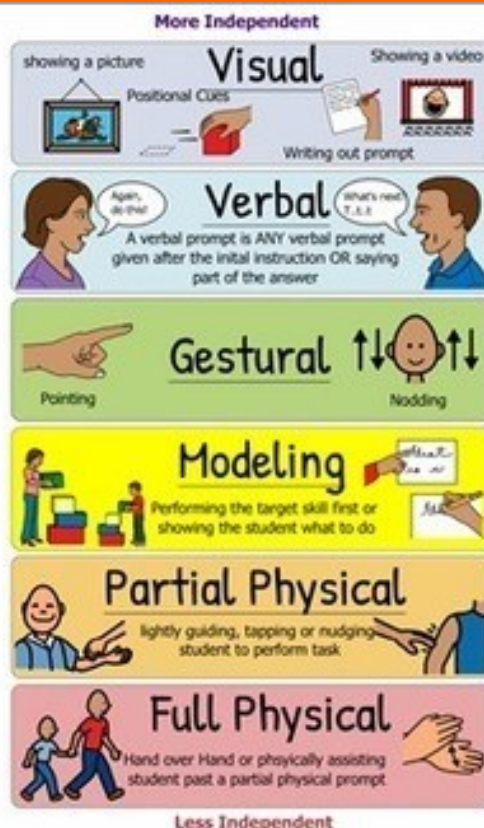 More Independent
Visual
showing a picture
Showing a video
Positional Cues
Writing out prompt
Verbal
Again,
do this!
What's next
T..t..t
A verbal prompt is ANY verbal prompt
given after the inital instruction OR saying
part of the answer
Gestural
Pointing
Nodding
Modeling
Performing the target skill first or
showing the student what to do
Partial Physical
lightly guiding, tapping or nudging
student to perform task
Full Physical
Hand over Hand or phsyically assisting
student past a partial physical prompt
Less Independent